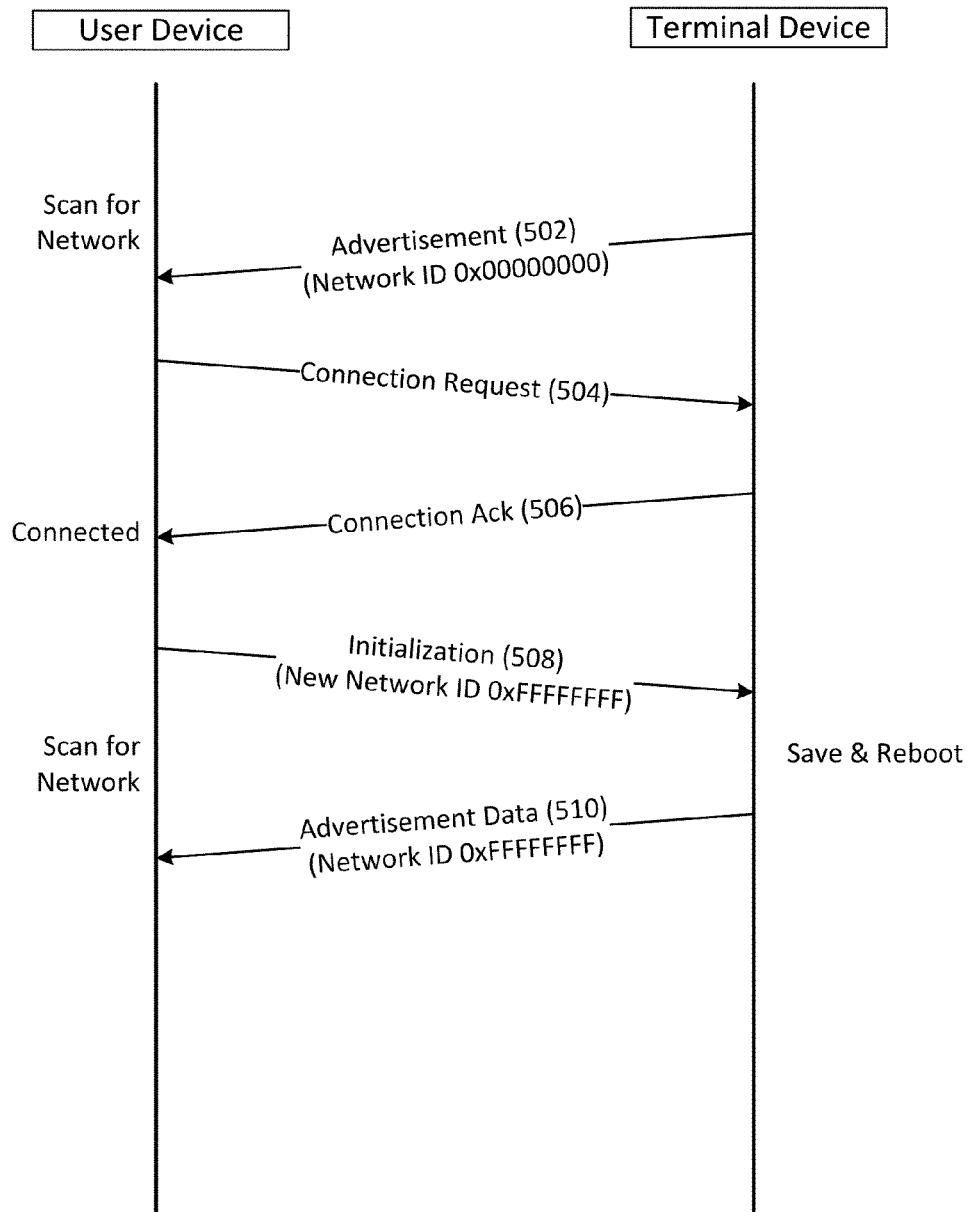 User Device
Terminal Device
Scan for
Network
Advertisement (502)
(Network ID 0x00000000)
Connection Request (504)
Connection Ack (506)
Connected
Initialization (508)
(New Network ID 0xFFFFFFFF)
Scan for
Network
Save & Reboot
Advertisement Data (510)
(Network ID 0xFFFFFFFF)